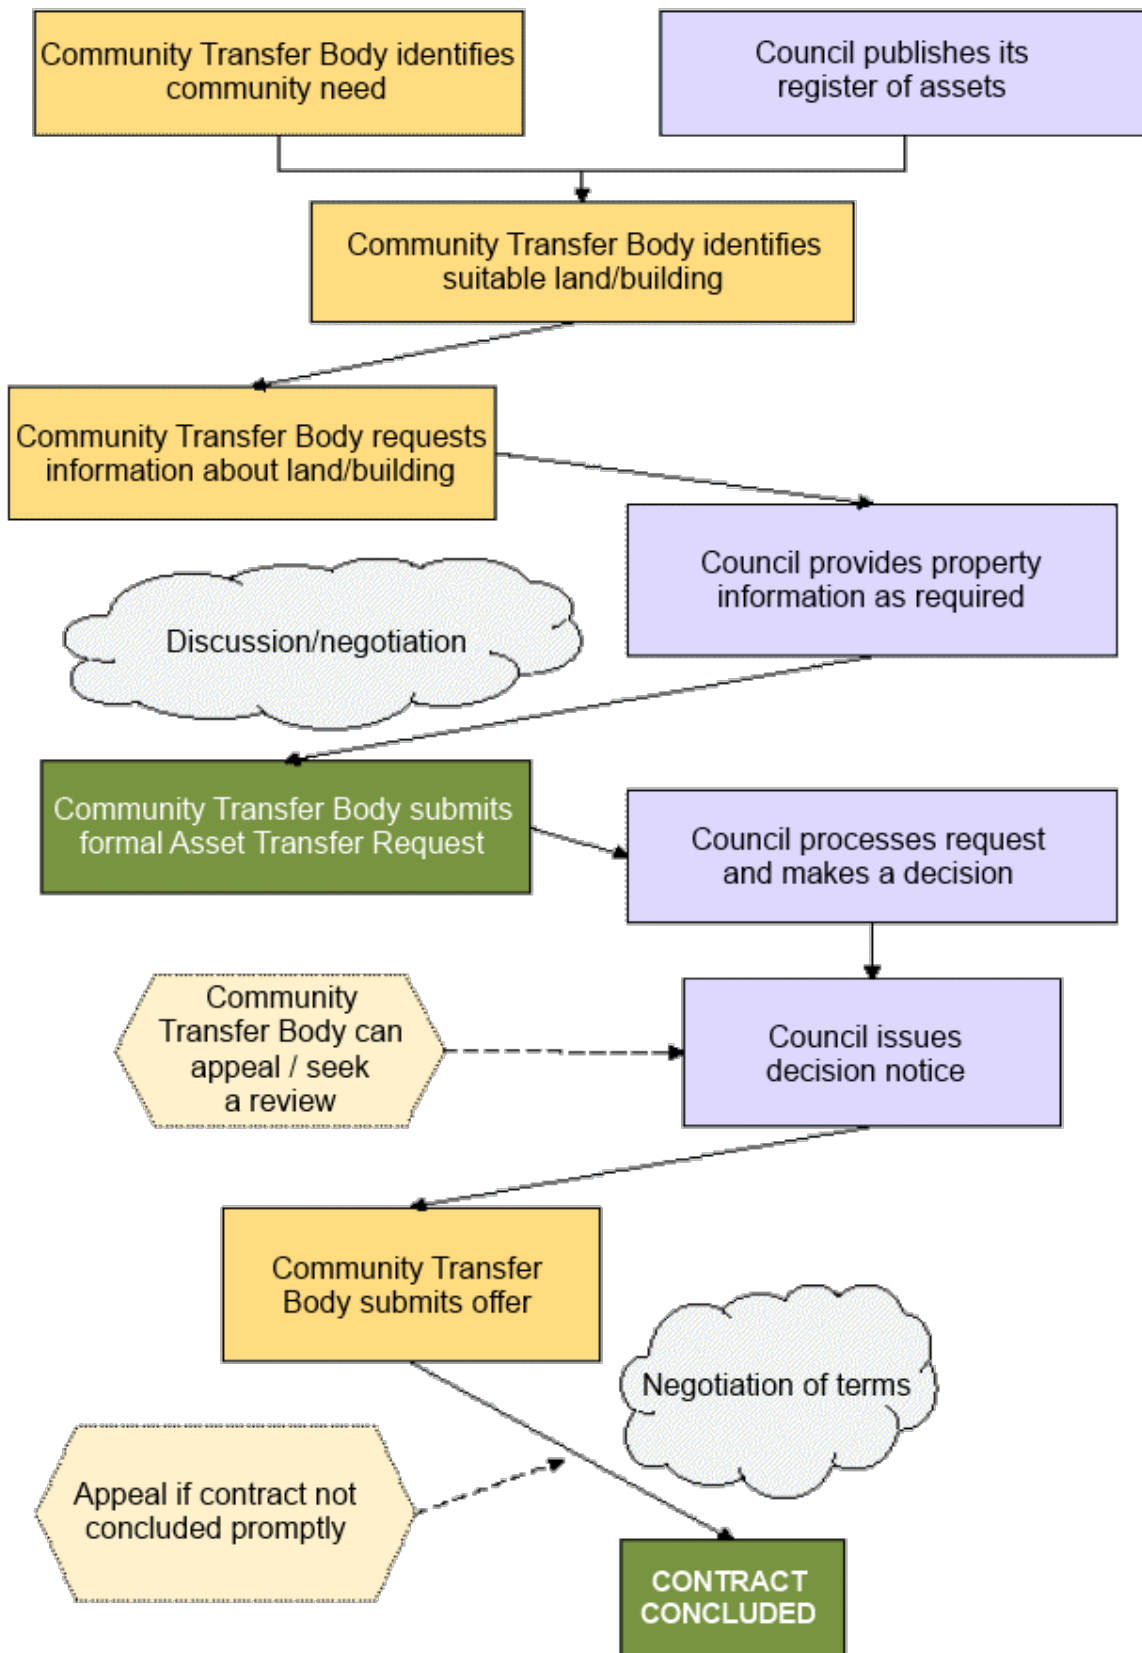 Community Transfer Body identifies
community need
Council publishes its
register of assets
Community Transfer Body identifies
suitable land/building
Community Transfer Body requests
information about land/building
Council provides property
information as required
Discussion/negotiation
Community Transfer Body submits
formal Asset Transfer Request
Council processes request
and makes a decision
Community
Transfer Body can
appeal / seek
a review
Council issues
decision notice
Community Transfer
Body submits offer
Negotiation of terms
Appeal if contract not
concluded promptly
CONTRACT
CONCLUDED